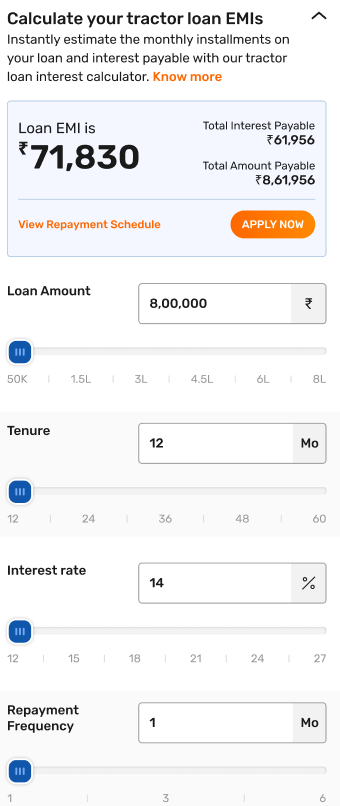 Calculate your tractor loan EMIs
Instantly estimate the monthly installments on
your loan and interest payable with our tractor
loan interest calculator. Know more
Loan EMI is
₹71,830
Total Interest Payable
₹61,956
Total Amount Payable
₹8,61,956
View Repayment Schedule
APPLY NOW
Loan Amount
8,00,000 ₹
50K 1.5L 3L 4.5L 6L 8L
Tenure
12 Mo
12 24 36 48 60
Interest rate
14 %
12 15 18 21 24 27
Repayment
Frequency
1 Mo
1 3 6